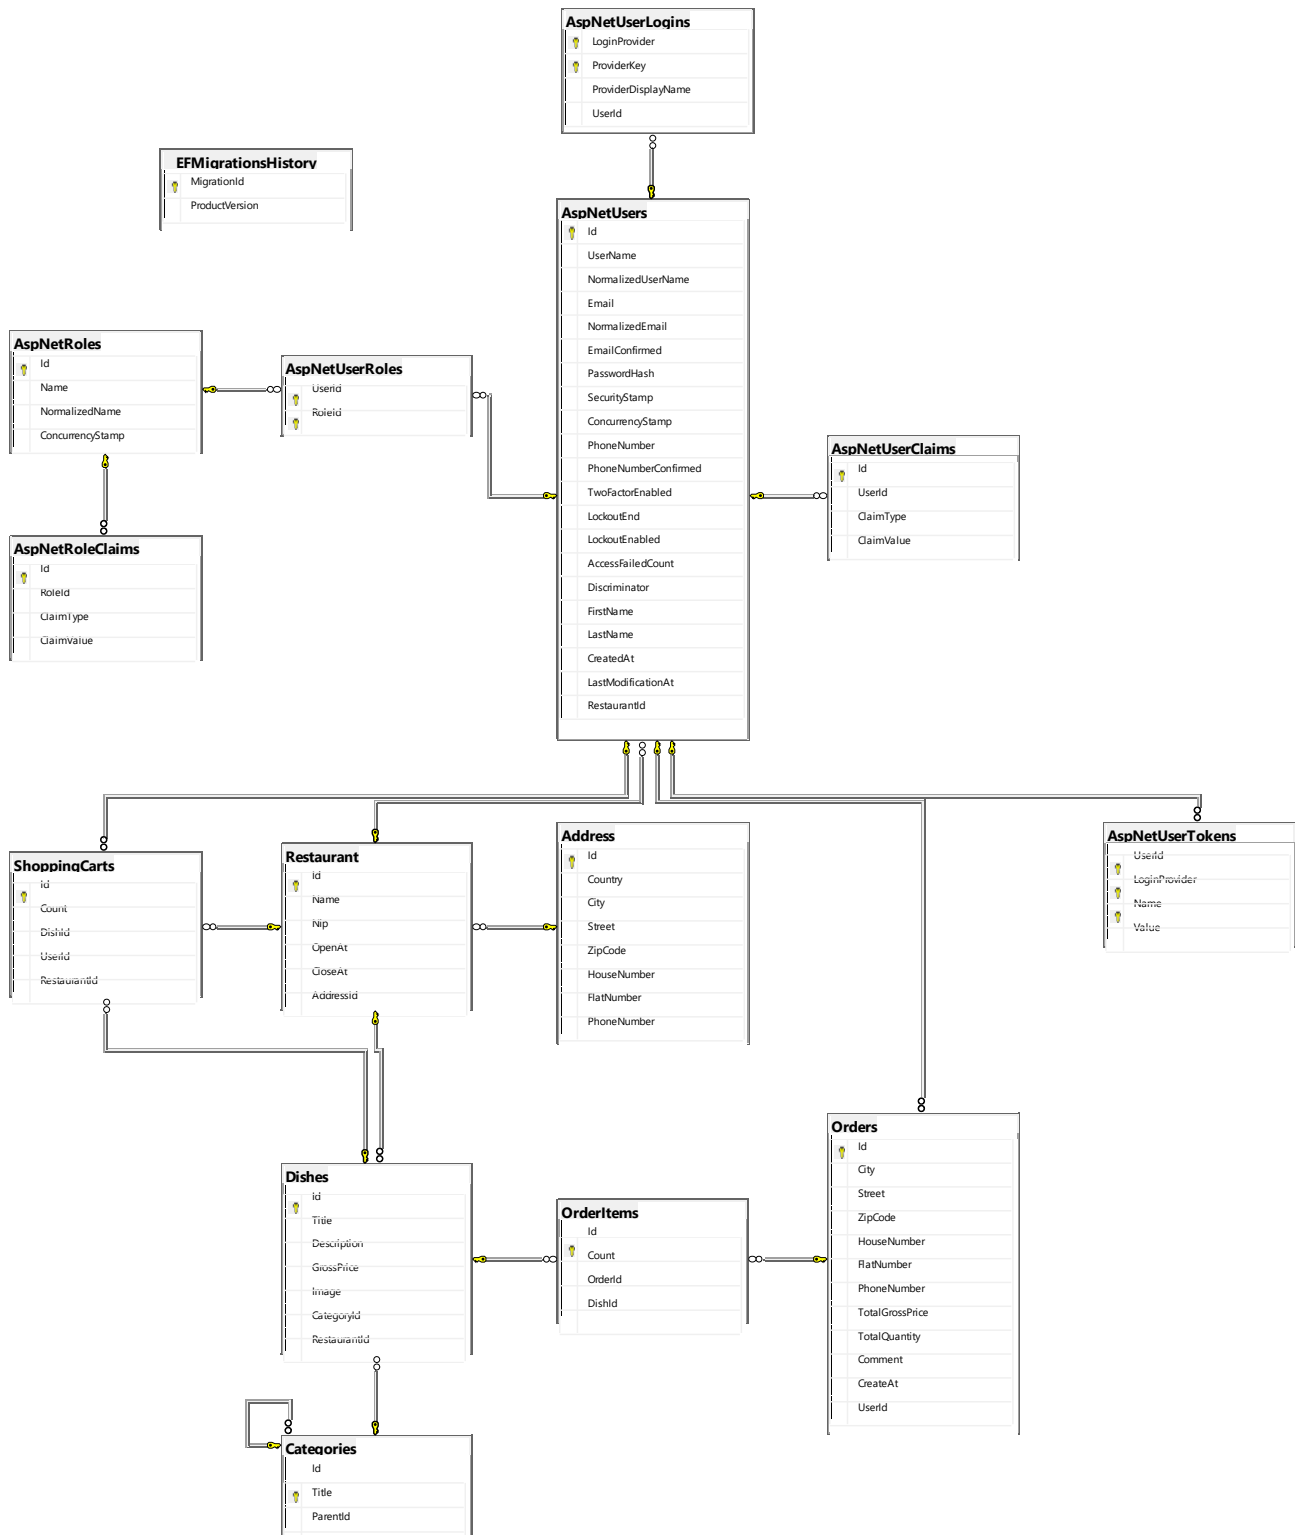 AspNetUserLogins
LoginProvider
ProviderKey
ProviderDisplayName
UserId
EFMigrationsHistory
MigrationId
ProductVersion
AspNetUsers
Id
UserName
NormalizedUserName
Email
NormalizedEmail
EmailConfirmed
PasswordHash
SecurityStamp
ConcurrencyStamp
PhoneNumber
PhoneNumberConfirmed
TwoFactorEnabled
LockoutEnd
LockoutEnabled
AccessFailedCount
Discriminator
FirstName
LastName
CreatedAt
LastModificationAt
RestaurantId
AspNetRoles
Id
Name
NormalizedName
ConcurrencyStamp
AspNetUserRoles
UserId
RoleId
AspNetUserClaims
Id
UserId
ClaimType
ClaimValue
AspNetRoleClaims
Id
RoleId
ClaimType
ClaimValue
ShoppingCarts
Id
Count
DishId
UserId
RestaurantId
Restaurant
Id
Name
Nip
OpenAt
CloseAt
AddressId
Address
Id
Country
City
Street
ZipCode
HouseNumber
FlatNumber
PhoneNumber
AspNetUserTokens
UserId
LoginProvider
Name
Value
Orders
Id
City
Street
ZipCode
HouseNumber
FlatNumber
PhoneNumber
TotalGrossPrice
TotalQuantity
Comment
CreateAt
UserId
Dishes
Id
Title
Description
GrossPrice
Image
CategoryId
RestaurantId
OrderItems
Id
Count
OrderId
DishId
Categories
Id
Title
ParentId